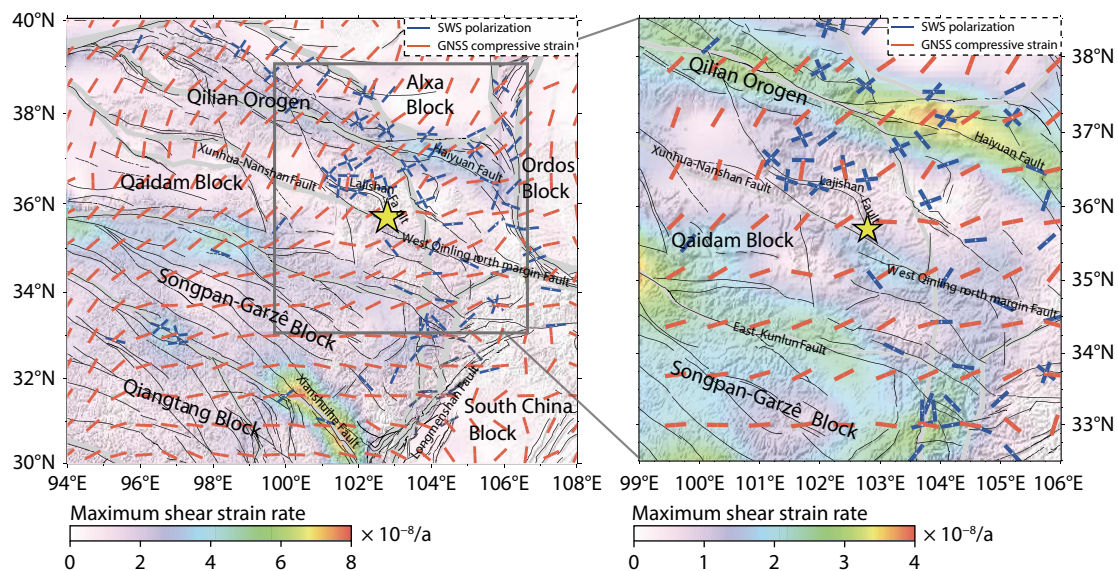 40°N
38°N
36°N
34°N
32°N
30°N
94°E
96°E
98°E
100°E
102°E
104°E
106°E
108°E
SWS polarization
GNSS compressive strain
Qilian Orogen
Alxa
Block
Haiyuan Fault
Ordos
Block
Xunhua-Nanshan Fault
Qaidam Block
Lajishan
Fault
West Qinling north margin Fault
Songpan-Garzê Block
Xianshuihe Fault
Qiangtang Block
Longmenshan Fault
South China
Block
Maximum shear strain rate
× 10⁻⁸/a
0
2
4
6
8
38°N
37°N
36°N
35°N
34°N
33°N
99°E
100°E
101°E
102°E
103°E
104°E
105°E
106°E
SWS polarization
GNSS compressive strain
Qilian Orogen
Haiyuan Fault
Xunhua-Nanshan Fault
Lajishan
Fault
Qaidam Block
West Qinling north margin Fault
East Kunlun Fault
Songpan-Garzê Block
Maximum shear strain rate
× 10⁻⁸/a
0
1
2
3
4